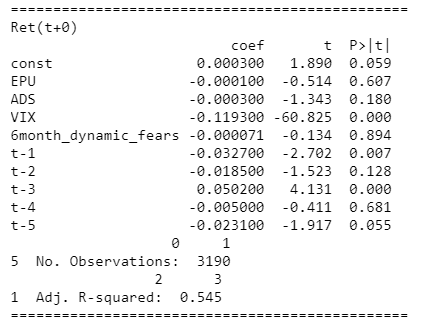 ==================================================
Ret(t+0)
coef t P>|t|
const 0.000300 1.890 0.059
EPU -0.000100 -0.514 0.607
ADS -0.000300 -1.343 0.180
VIX -0.119300 -60.825 0.000
6month_dynamic_fears -0.000071 -0.134 0.894
t-1 -0.032700 -2.702 0.007
t-2 -0.018500 -1.523 0.128
t-3 0.050200 4.131 0.000
t-4 -0.005000 -0.411 0.681
t-5 -0.023100 -1.917 0.055
0 1
5 No. Observations: 3190
2 3
1 Adj. R-squared: 0.545
==================================================